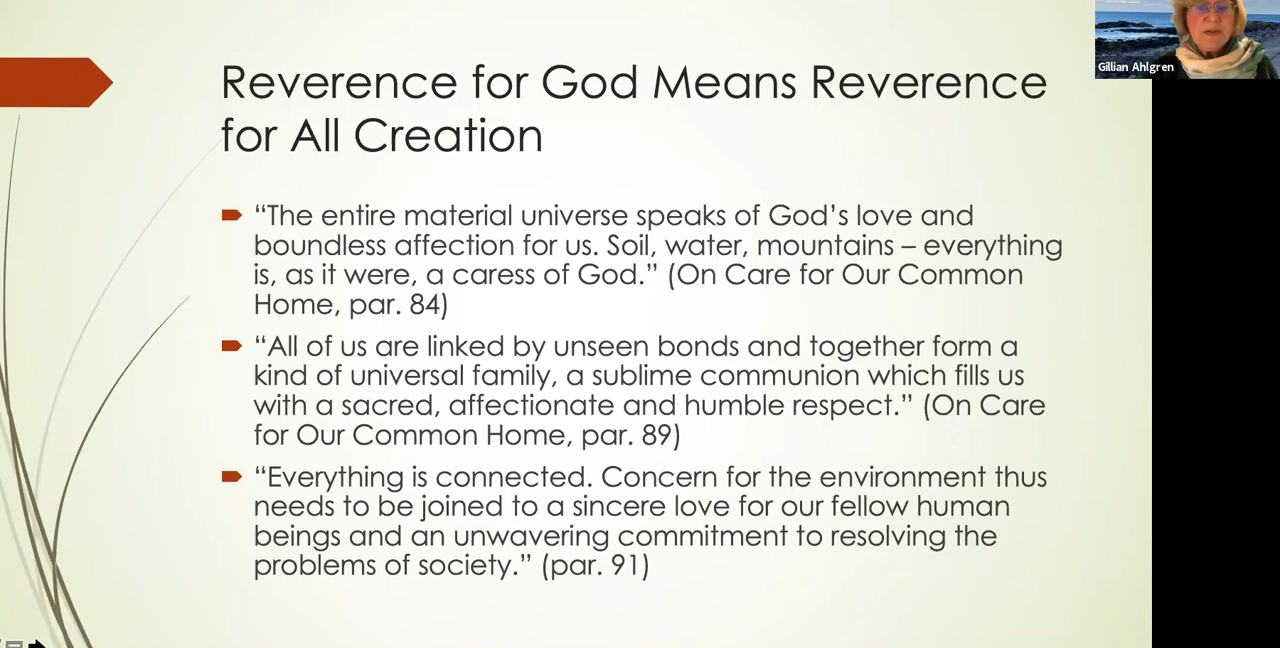 Gillian Ahlgren
Reverence for God Means Reverence
for All Creation
“The entire material universe speaks of God’s love and
boundless affection for us. Soil, water, mountains – everything
is, as it were, a caress of God.” (On Care for Our Common
Home, par. 84)
“All of us are linked by unseen bonds and together form a
kind of universal family, a sublime communion which fills us
with a sacred, affectionate and humble respect.” (On Care
for Our Common Home, par. 89)
“Everything is connected. Concern for the environment thus
needs to be joined to a sincere love for our fellow human
beings and an unwavering commitment to resolving the
problems of society.” (par. 91)